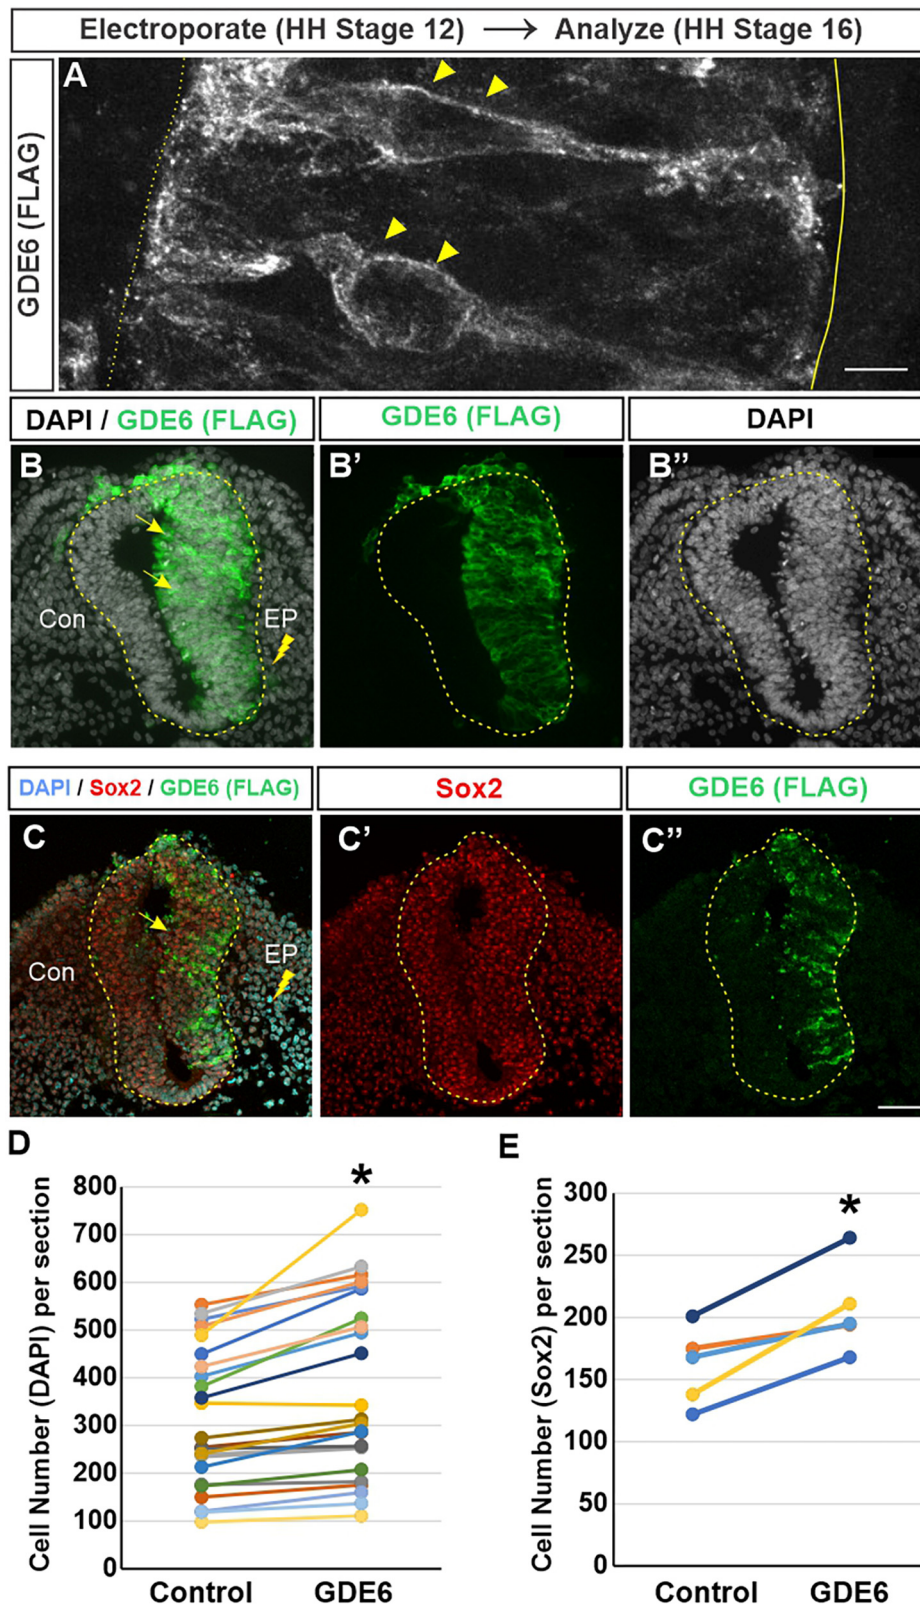 Electroporate (HH Stage 12) → Analyze (HH Stage 16)
GDE6 (FLAG)
A
DAPI / GDE6 (FLAG)
GDE6 (FLAG)
DAPI
B
B'
B"
Con
EP
DAPI / Sox2 / GDE6 (FLAG)
Sox2
GDE6 (FLAG)
C
C'
C"
Con
EP
D
E
*
*
Cell Number (DAPI) per section
800
700
600
500
400
300
200
100
0
Control
GDE6
Cell Number (Sox2) per section
300
250
200
150
100
50
0
Control
GDE6